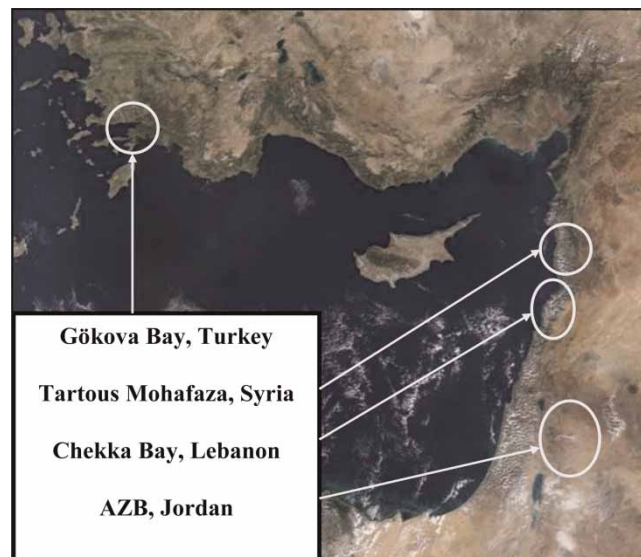 Gökova Bay, Turkey
Tartous Mohafaza, Syria
Chekka Bay, Lebanon
AZB, Jordan